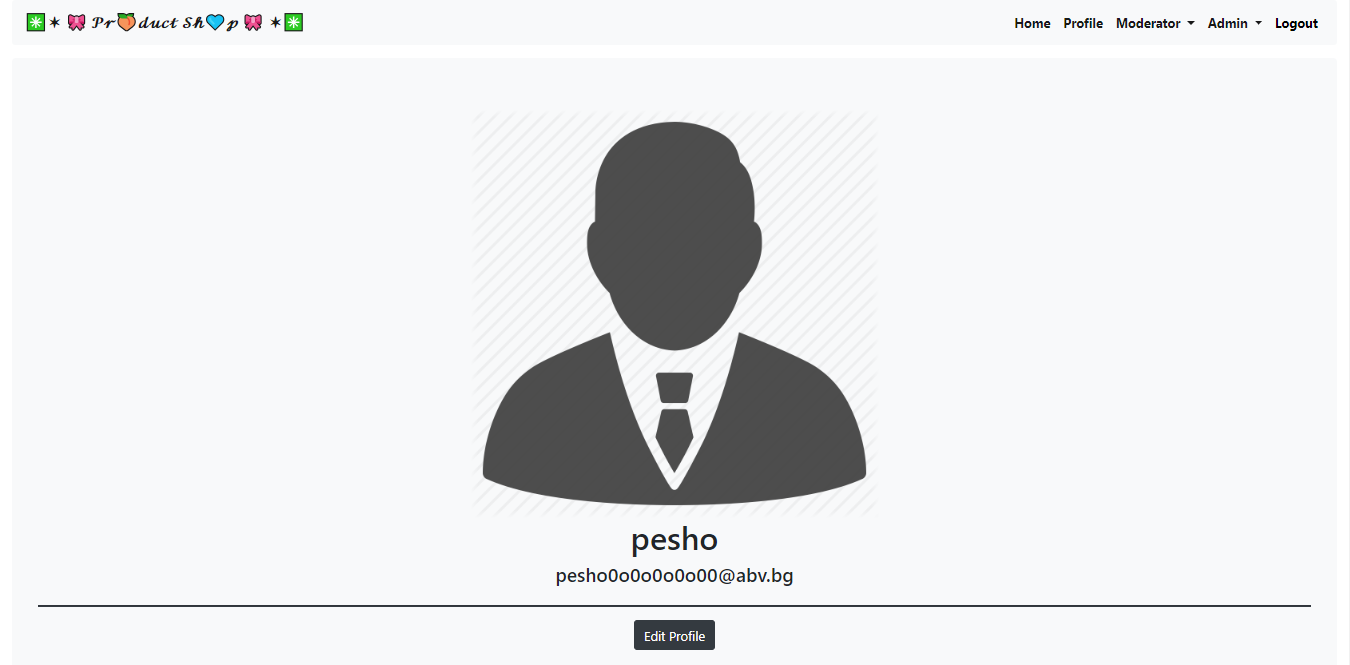 ✳️✶ 🎀 𝒫𝓇🍑𝒹𝓊𝒸𝓉 𝒮𝒽💙𝓅 🎀 ✶✳️
Home Profile Moderator Admin Logout
pesho
pesho0o0o0o0o00@abv.bg
Edit Profile